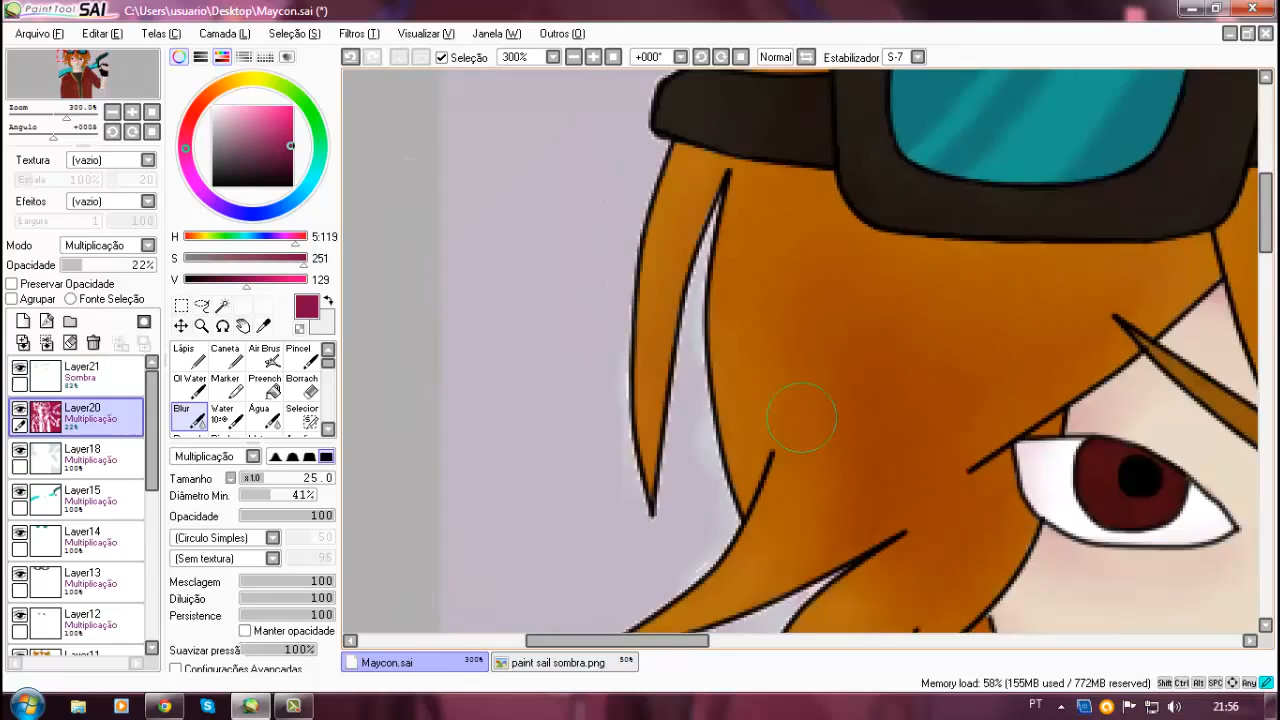 PaintTool SAI C:\Users\usuario\Desktop\Maycon.sai (*)
Arquivo (F) Editar (E) Telas (C) Camada (L) Seleção (S) Filtros (T) Visualizar (V) Janela (W) Outros (O)
Seleção 300% +000° Normal Estabilizador S-7
Zoom 300.0%
Angulo +000Â
Textura (vazio)
Escala 100% 20
Efeitos (vazio)
Largura 1 100
Modo Multiplicação
Opacidade 22%
Preservar Opacidade
Agrupar Fonte Seleção
Layer21
Sombra
82%
Layer20
Multiplicação
22%
Layer18
Multiplicação
22%
Layer15
Multiplicação
100%
Layer14
Multiplicação
100%
Layer13
Multiplicação
100%
Layer12
Multiplicação
100%
Layer11
H 5:119
S 251
V 129
Lápis Caneta Air Brus Pincel
Ol Water Marker Preench Borrach
Blur Water 10% Água Selecior
Multiplicação
Tamanho x1.0 25.0
Diâmetro Min. 41%
Opacidade 100
(Circulo Simples) 50
(Sem textura) 95
Mesclagem 100
Diluição 100
Persistence 100
Manter opacidade
Suavizar pressã 100%
Configurações Avançadas
Maycon.sai 300% paint sail sombra.png 50%
Memory load: 58% (155MB used / 772MB reserved) Shift Ctrl Alt SPC Any
PT 21:56